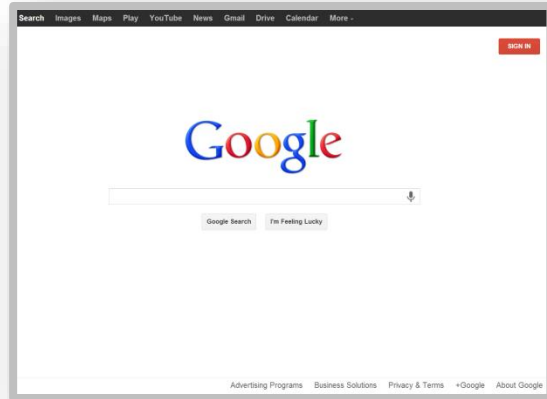 Search Images Maps Play YouTube News Gmail Drive Calendar More -
SIGN IN
Google
Google Search I'm Feeling Lucky
Advertising Programs Business Solutions Privacy & Terms +Google About Google